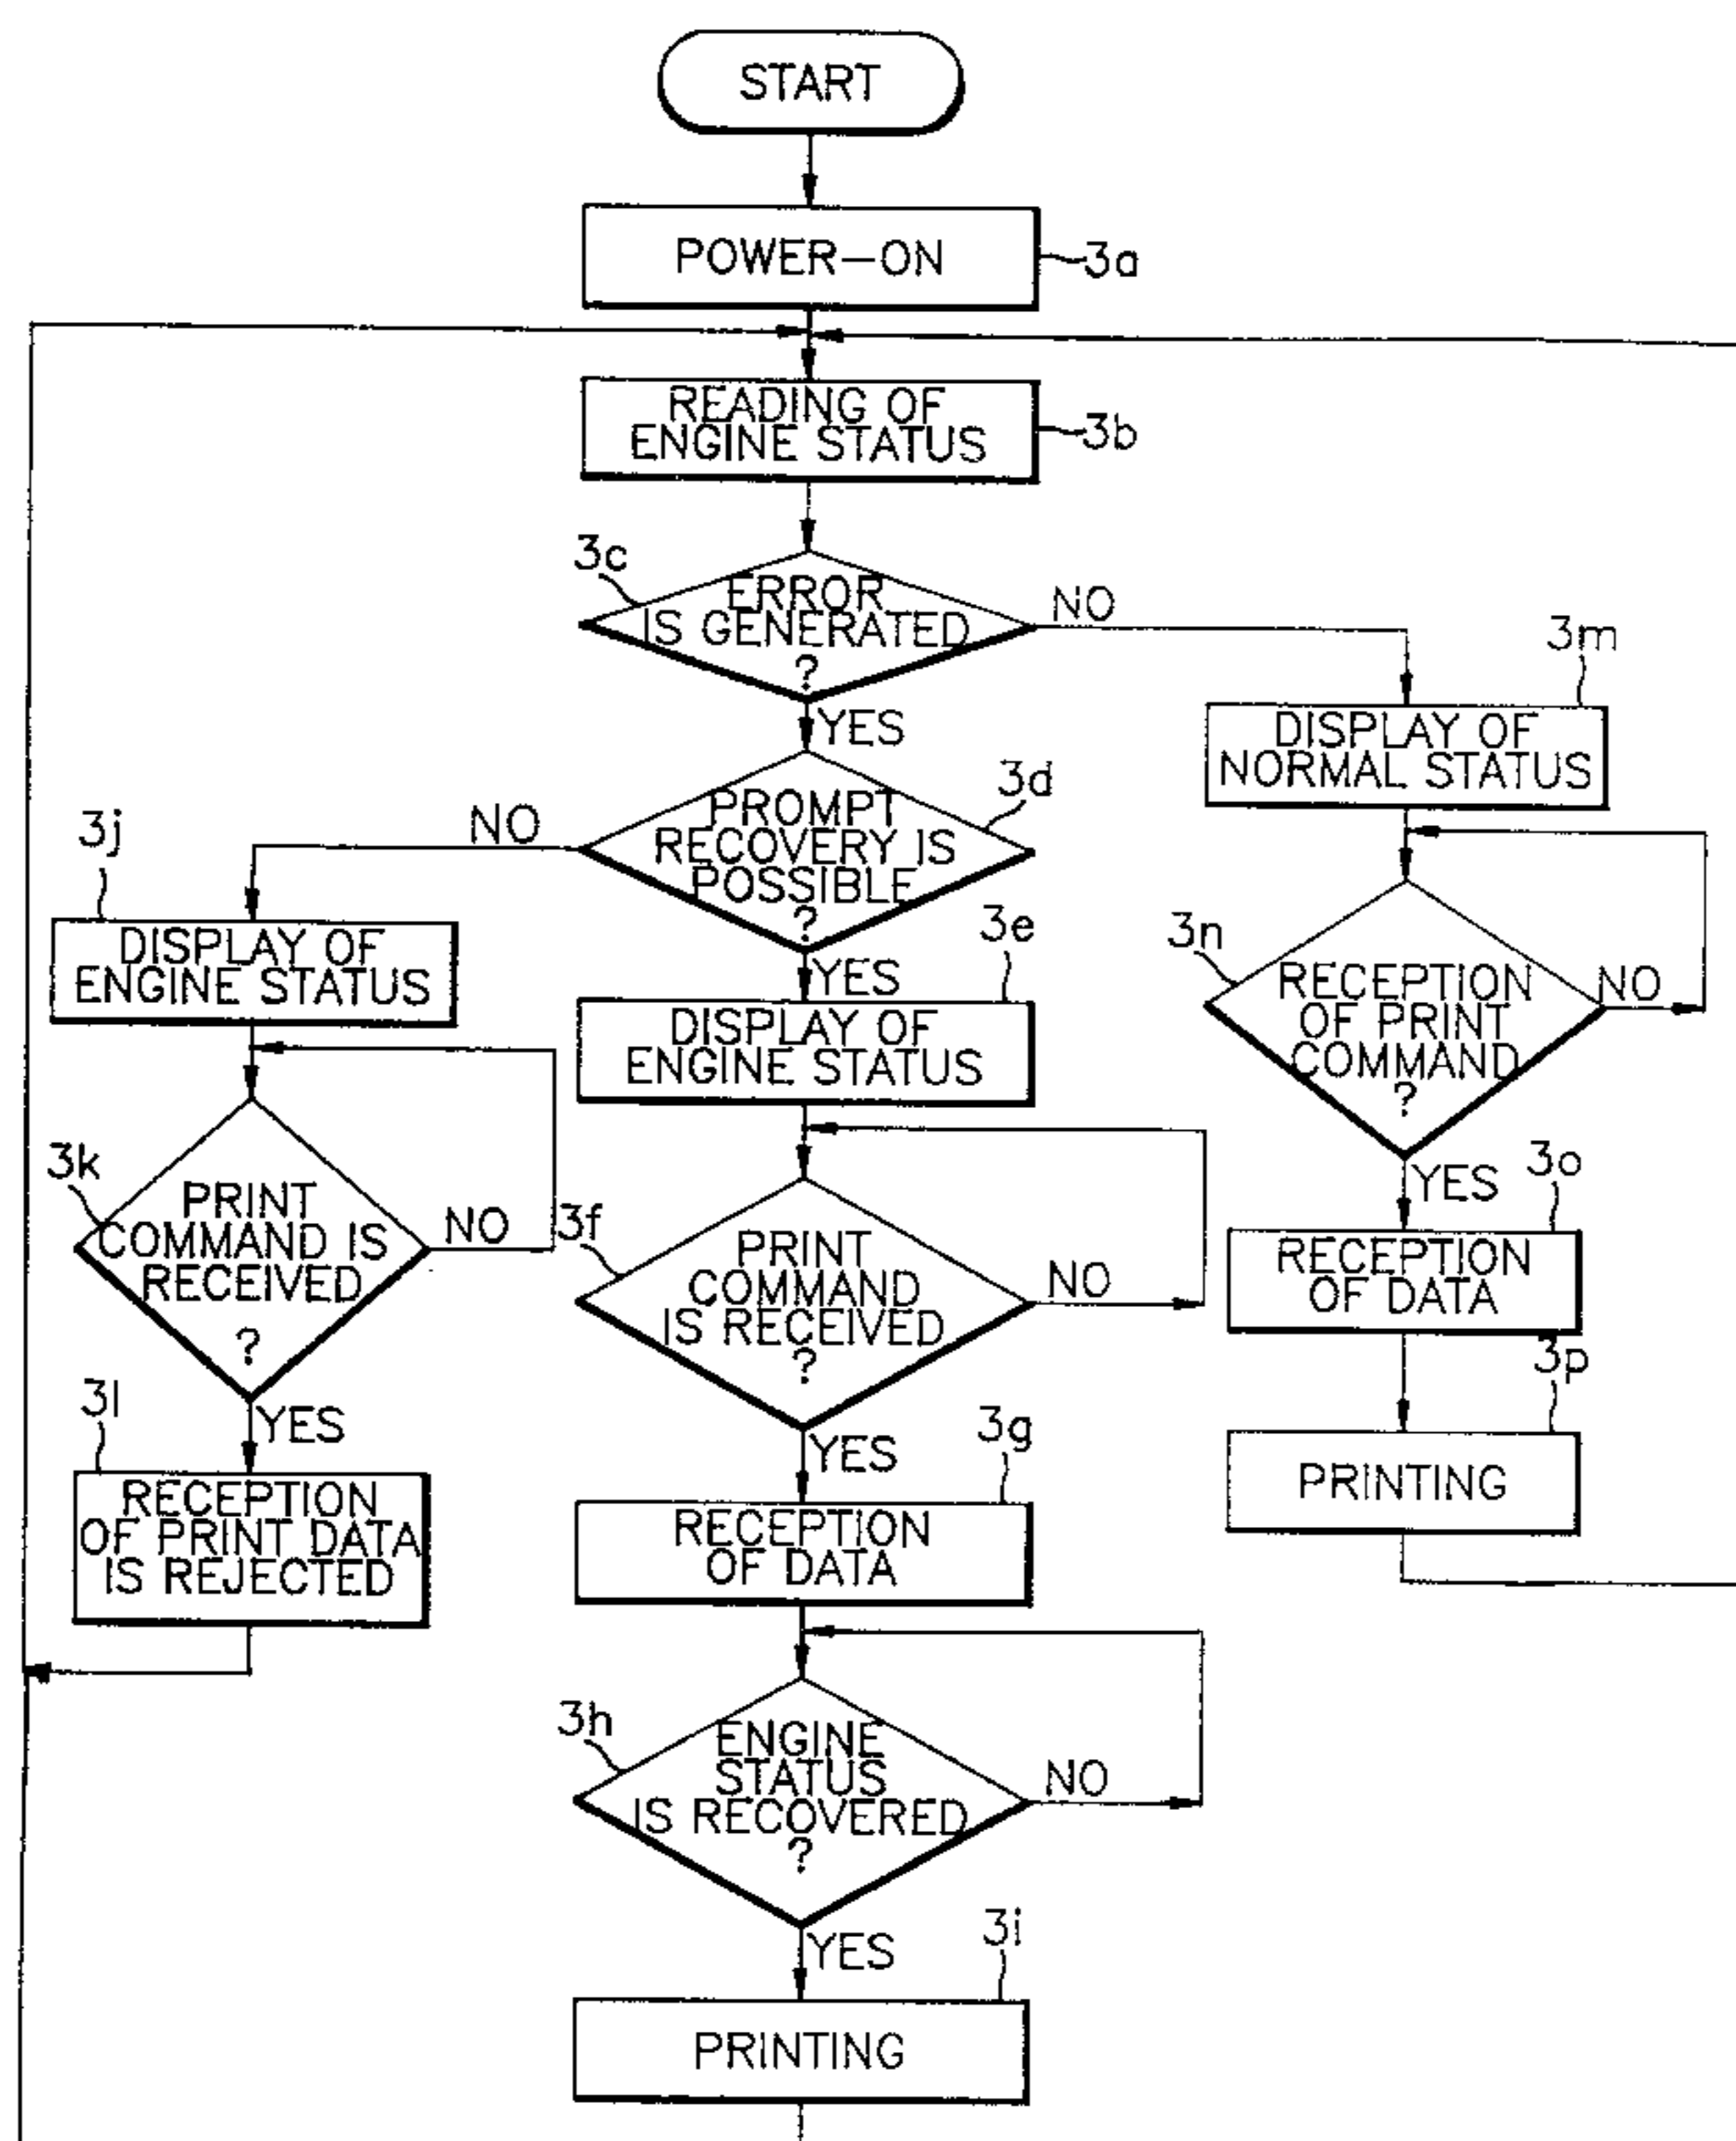 START
POWER-ON
3a
READING OF
ENGINE STATUS
3b
3c
ERROR
IS GENERATED
?
NO
YES
3m
DISPLAY OF
NORMAL STATUS
3d
PROMPT
RECOVERY IS
POSSIBLE
?
NO
YES
3j
DISPLAY OF
ENGINE STATUS
3e
DISPLAY OF
ENGINE STATUS
3n
RECEPTION
OF PRINT
COMMAND
?
NO
YES
3k
PRINT
COMMAND IS
RECEIVED
?
NO
YES
3f
PRINT
COMMAND
IS RECEIVED
?
NO
YES
3o
RECEPTION
OF DATA
3p
PRINTING
3l
RECEPTION
OF PRINT DATA
IS REJECTED
3g
RECEPTION
OF DATA
3h
ENGINE
STATUS
IS RECOVERED
?
NO
YES
3i
PRINTING